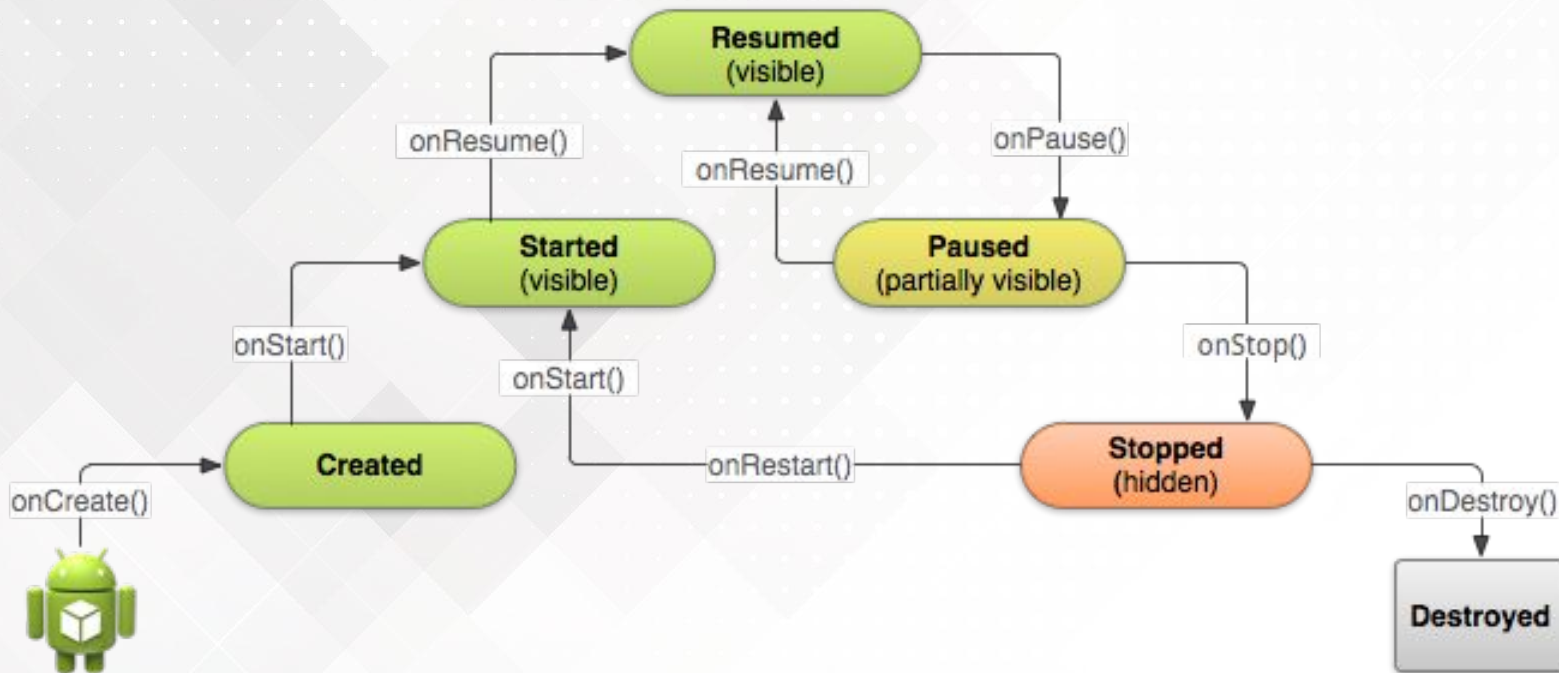 Resumed
(visible)
onResume()
onPause()
onResume()
Started
(visible)
Paused
(partially visible)
onStart()
onStop()
onStart()
Created
onRestart()
Stopped
(hidden)
onCreate()
onDestroy()
Destroyed